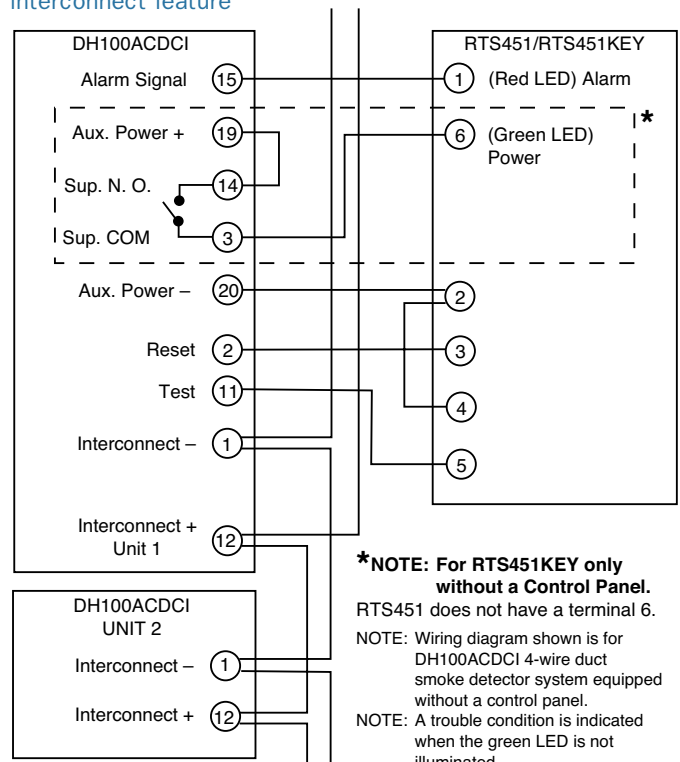 interconnect feature
DH100ACDCI
RTS451/RTS451KEY
Alarm Signal 15
1 (Red LED) Alarm
Aux. Power + 19
6 (Green LED)
Power
*
Sup. N. O. 14
Sup. COM 3
Aux. Power – 20
2
Reset 2
3
Test 11
4
Interconnect – 1
5
Interconnect +
Unit 1
12
*NOTE: For RTS451KEY only
without a Control Panel.
RTS451 does not have a terminal 6.
NOTE: Wiring diagram shown is for
DH100ACDCI 4-wire duct
smoke detector system equipped
without a control panel.
NOTE: A trouble condition is indicated
when the green LED is not
illuminated
DH100ACDCI
UNIT 2
Interconnect – 1
Interconnect + 12